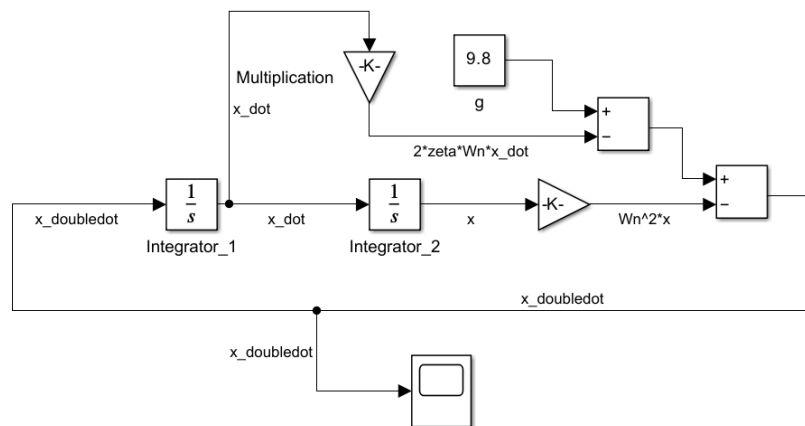 -K-
9.8
Multiplication
g
x_dot
+
−
2*zeta*Wn*x_dot
+
−
1
s
1
s
-K-
x_doubledot
x_dot
x
Wn^2*x
Integrator_1
Integrator_2
x_doubledot
x_doubledot